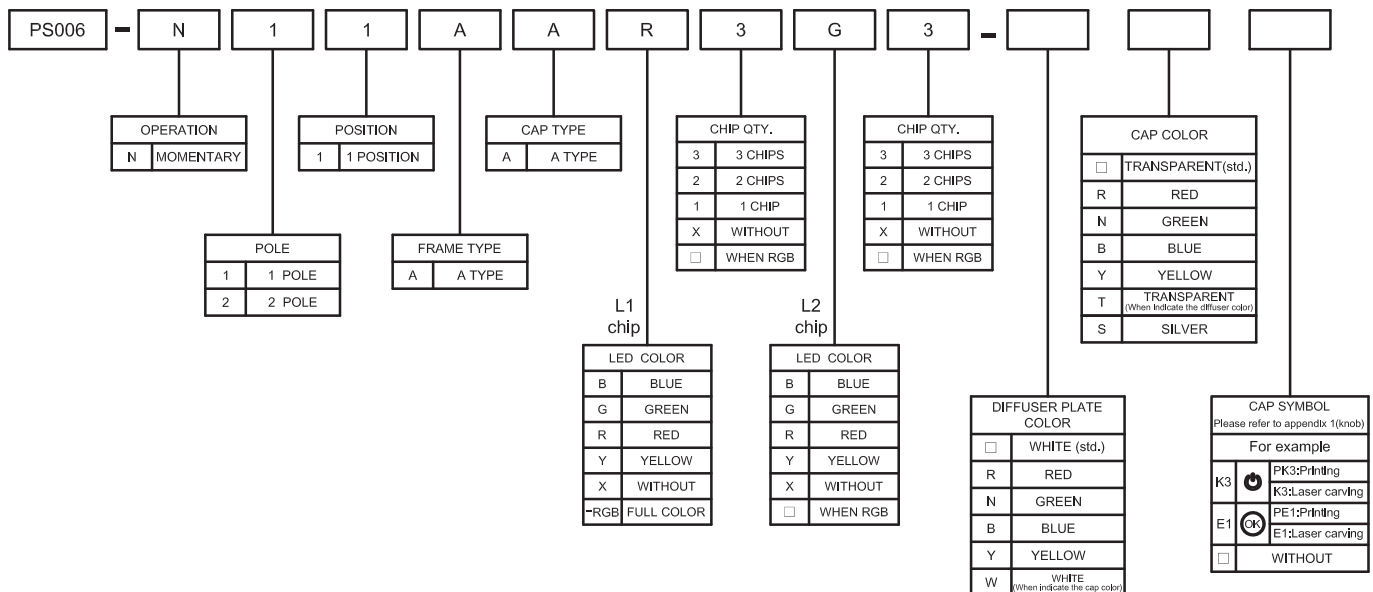 PS006 - N 1 1 A A R 3 G 3 -
OPERATION
N MOMENTARY
POSITION
1 1 POSITION
CAP TYPE
A A TYPE
CHIP QTY.
3 3 CHIPS
2 2 CHIPS
1 1 CHIP
X WITHOUT
□ WHEN RGB
CHIP QTY.
3 3 CHIPS
2 2 CHIPS
1 1 CHIP
X WITHOUT
□ WHEN RGB
CAP COLOR
□ TRANSPARENT(std.)
R RED
N GREEN
B BLUE
Y YELLOW
T TRANSPARENT
(When indicate the diffuser color)
S SILVER
POLE
1 1 POLE
2 2 POLE
FRAME TYPE
A A TYPE
L1
chip
LED COLOR
B BLUE
G GREEN
R RED
Y YELLOW
X WITHOUT
-RGB FULL COLOR
L2
chip
LED COLOR
B BLUE
G GREEN
R RED
Y YELLOW
X WITHOUT
□ WHEN RGB
DIFFUSER PLATE
COLOR
□ WHITE (std.)
R RED
N GREEN
B BLUE
Y YELLOW
W WHITE
(When indicate the cap color)
CAP SYMBOL
Please refer to appendix 1(knob)
For example
K3 PK3:Printing
K3:Laser carving
E1 OK PE1:Printing
E1:Laser carving
□ WITHOUT